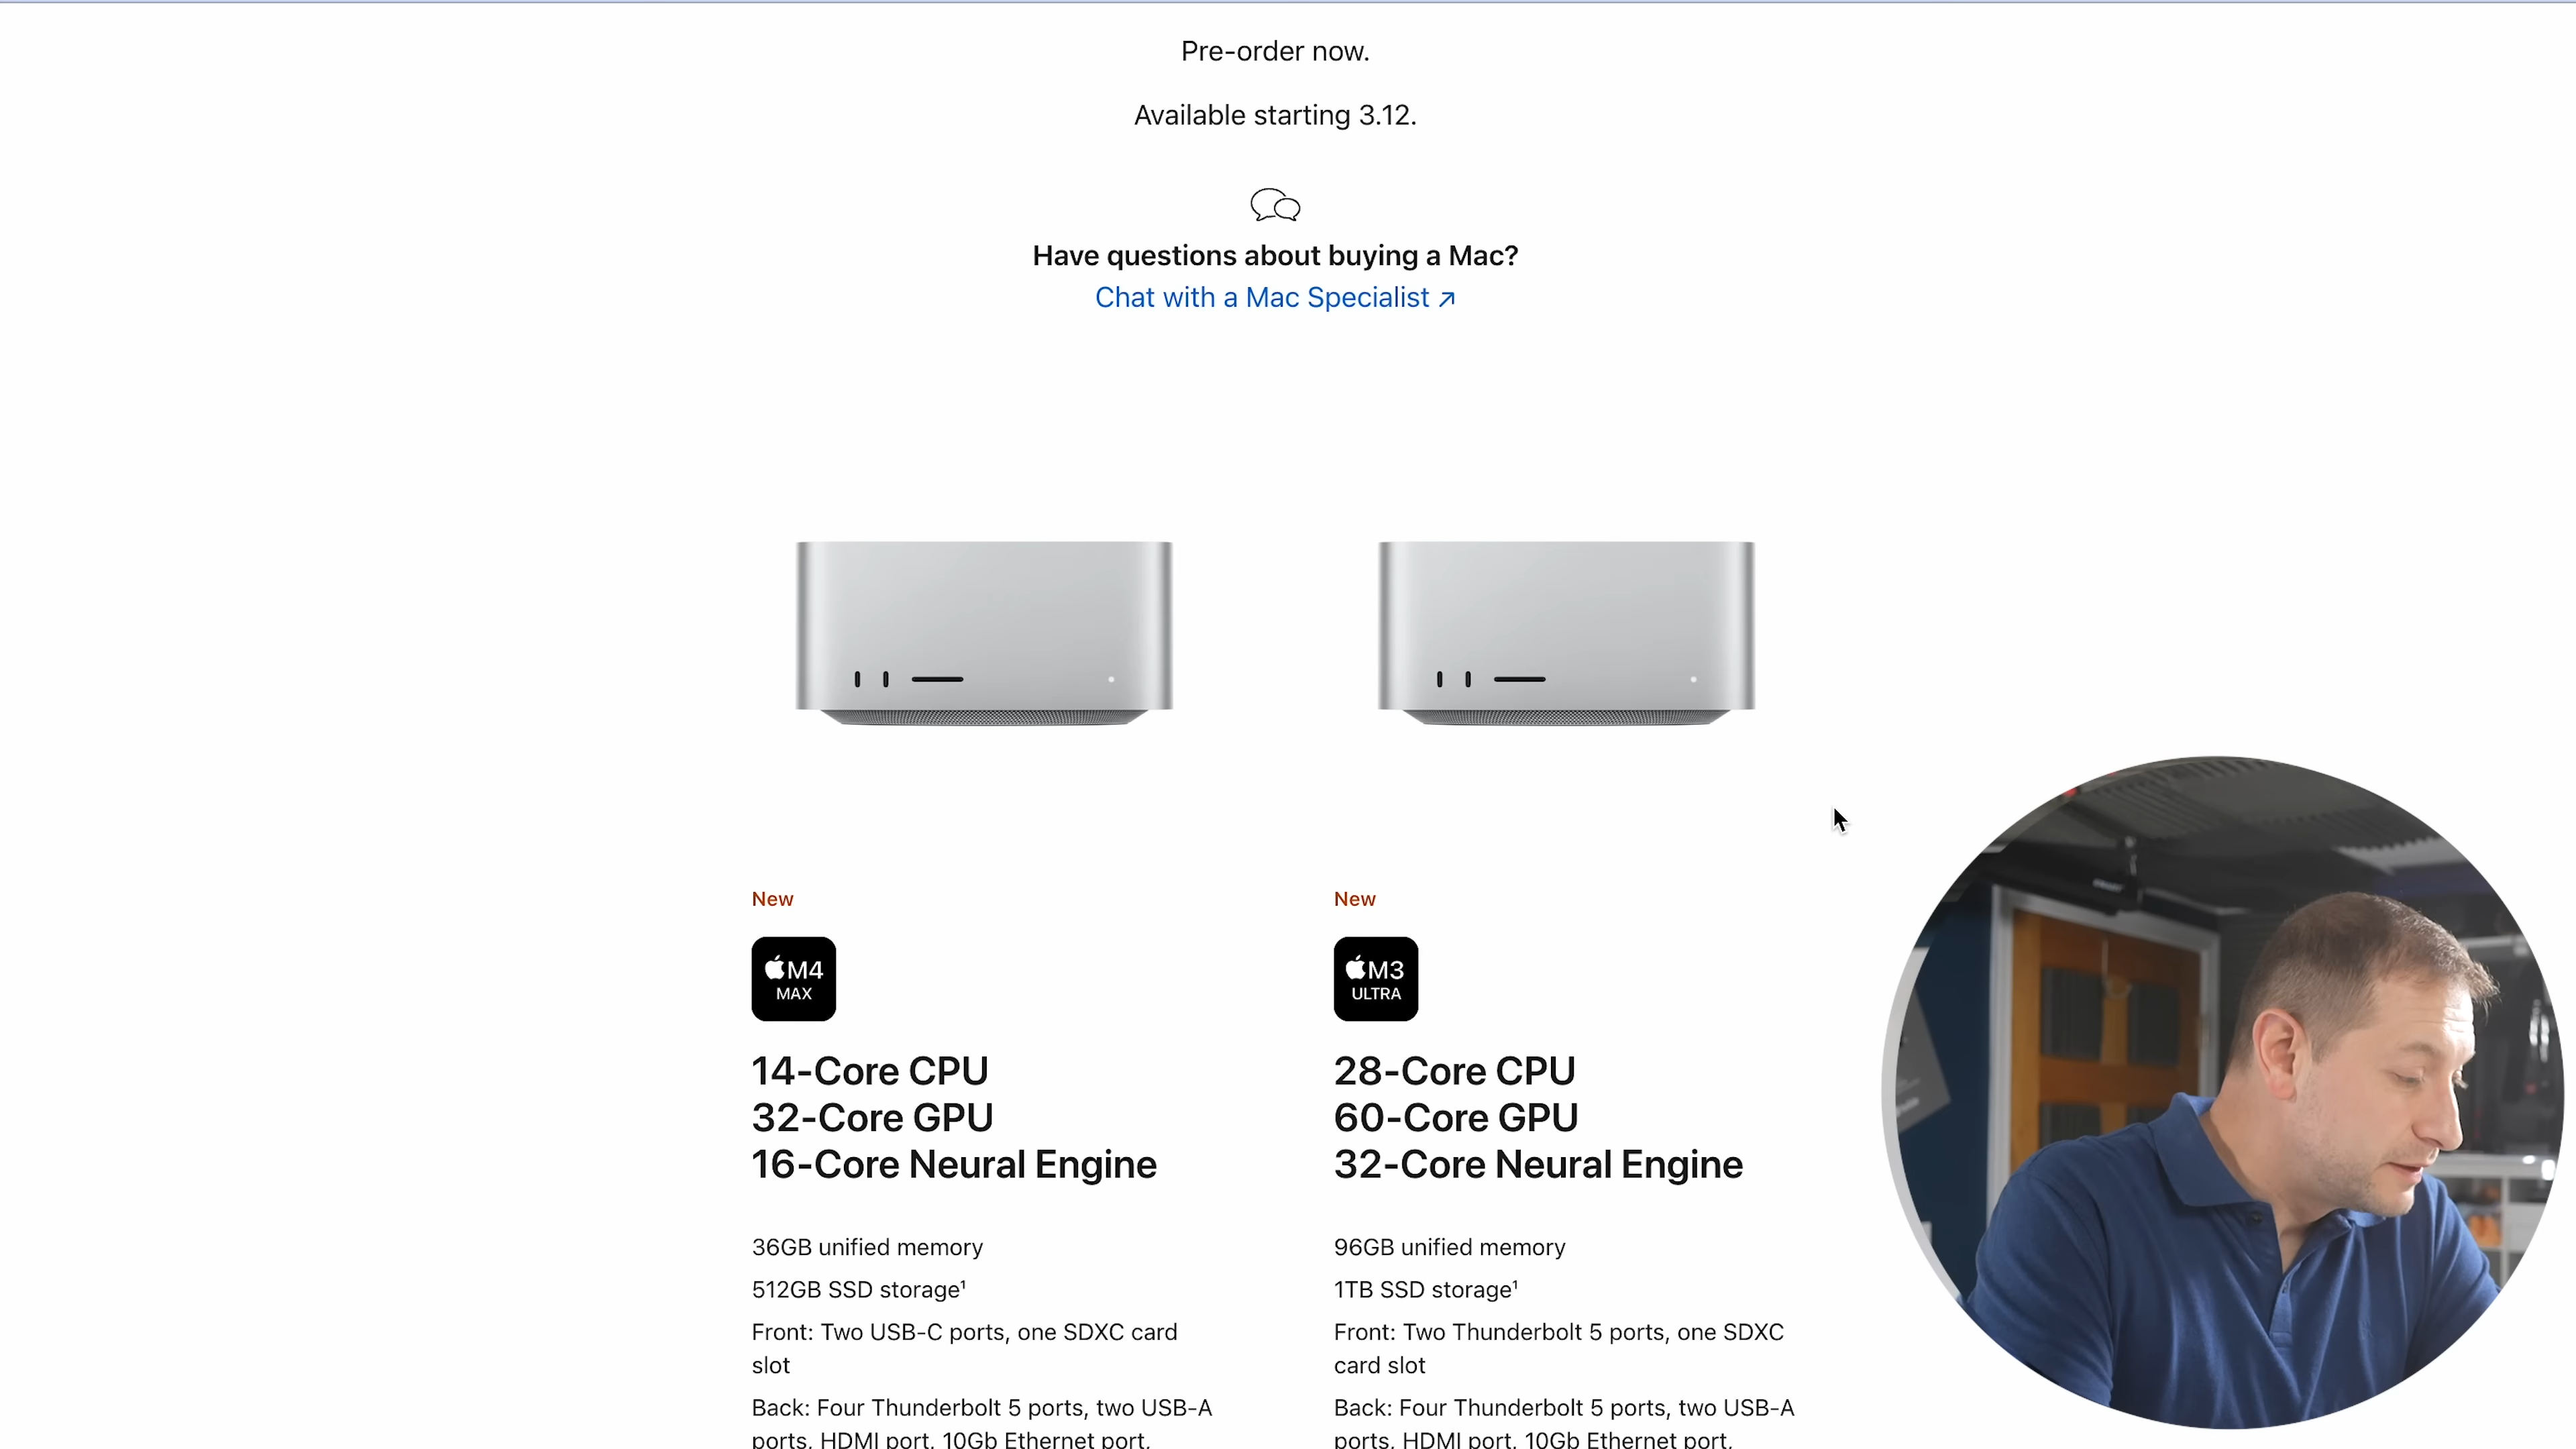 Pre-order now.
Available starting 3.12.
Have questions about buying a Mac?
Chat with a Mac Specialist ↗
New
M4
MAX
14-Core CPU
32-Core GPU
16-Core Neural Engine
36GB unified memory
512GB SSD storage¹
Front: Two USB-C ports, one SDXC card
slot
Back: Four Thunderbolt 5 ports, two USB-A
ports, HDMI port, 10Gb Ethernet port,
New
M3
ULTRA
28-Core CPU
60-Core GPU
32-Core Neural Engine
96GB unified memory
1TB SSD storage¹
Front: Two Thunderbolt 5 ports, one SDXC
card slot
Back: Four Thunderbolt 5 ports, two USB-A
ports, HDMI port, 10Gb Ethernet port,